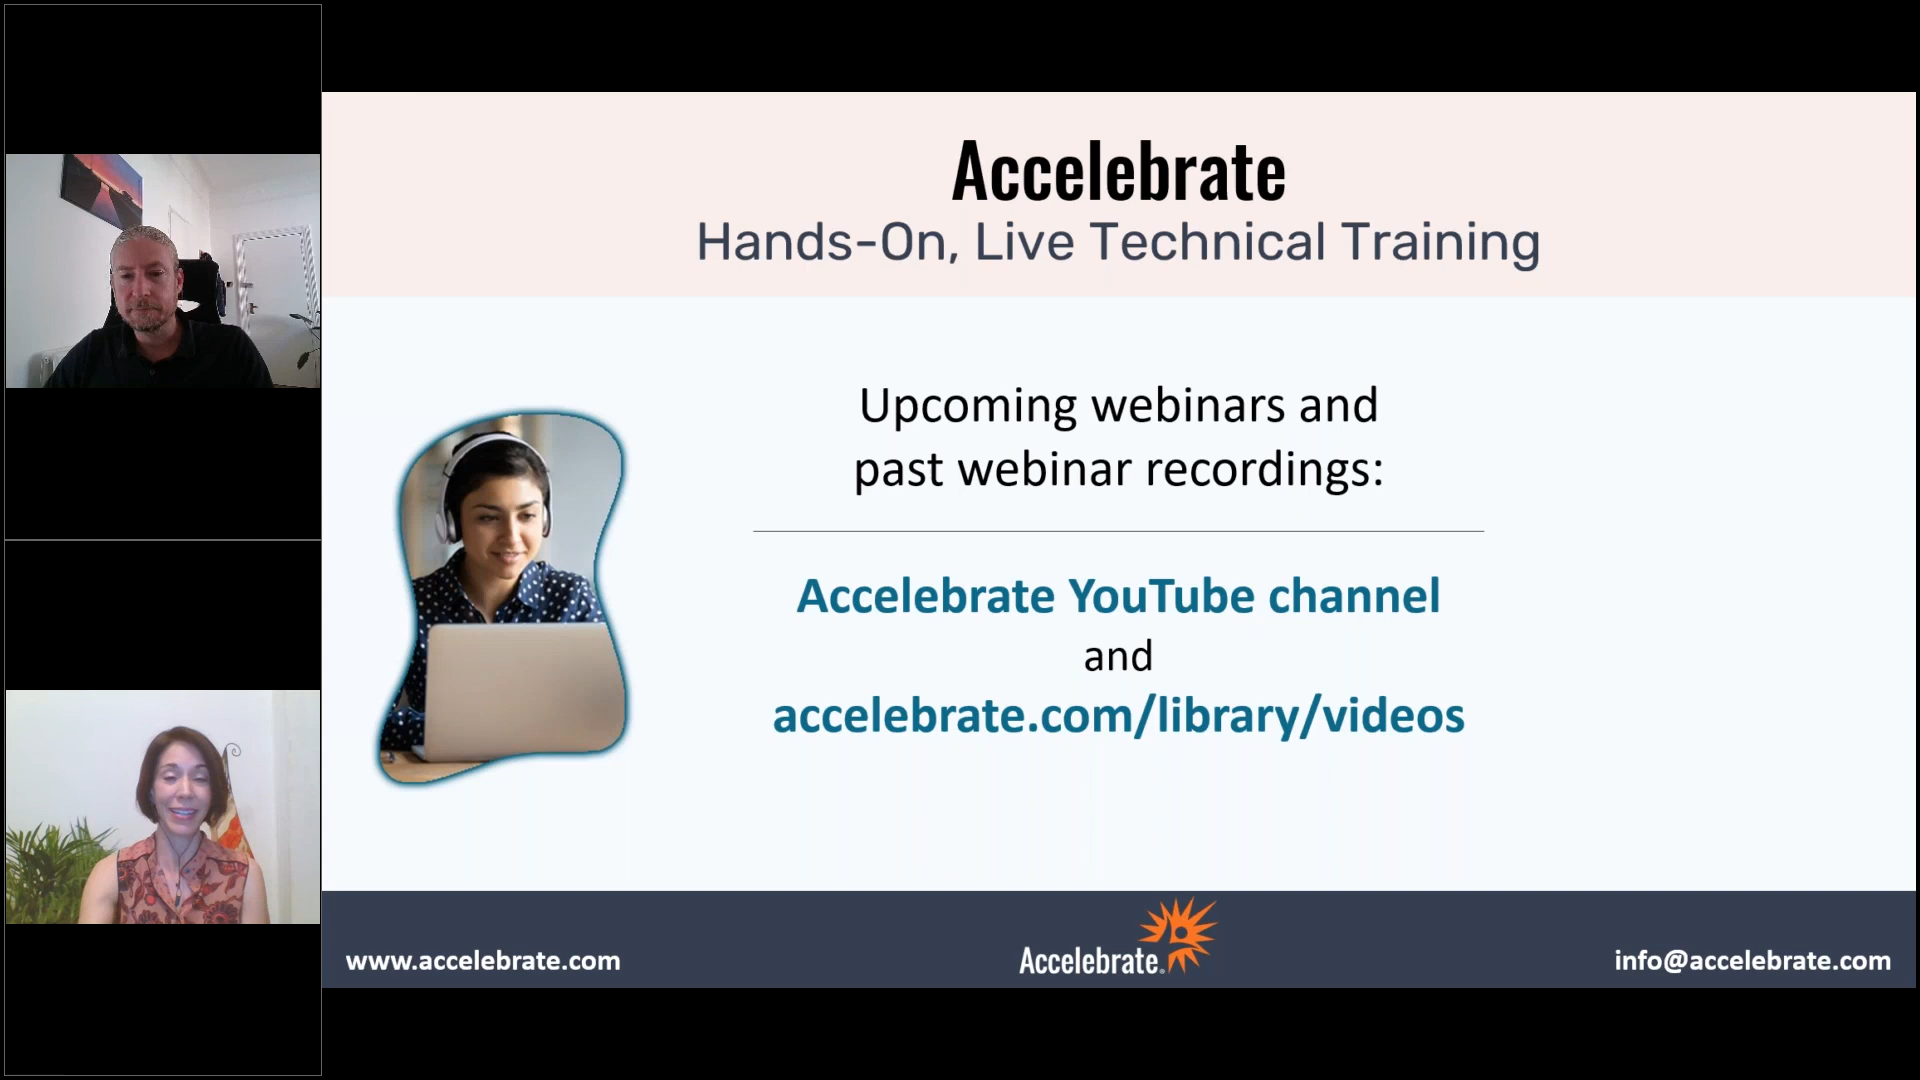 Accelebrate
Hands-On, Live Technical Training
Upcoming webinars and
past webinar recordings:
Accelebrate YouTube channel
and
accelebrate.com/library/videos
www.accelebrate.com
Accelebrate®
info@accelebrate.com